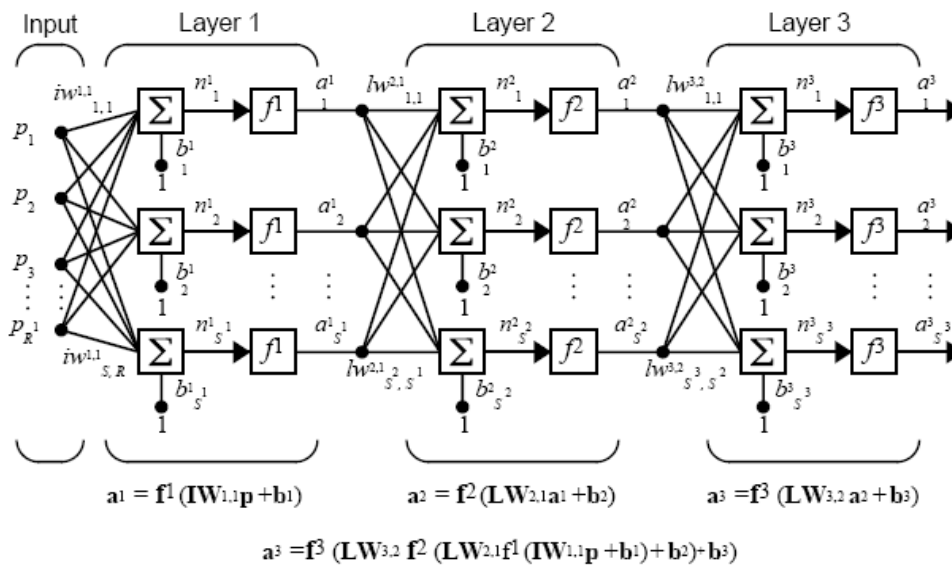 Input Layer 1 Layer 2 Layer 3
iw1,1 1,1 n1 1 a1 1 lw2,1 1,1 n2 1 a2 1 lw3,2 1,1 n3 1 a3 1
Σ f1 Σ f2 Σ f3
p1
b1 1 b2 1 b3 1
1 1 1
p2
n1 2 a1 2 n2 2 a2 2 n3 2 a3 2
Σ f1 Σ f2 Σ f3
p3
b1 2 b2 2 b3 2
1 1 1
pR1
n1 S1 a1 S1 n2 S2 a2 S2 n3 S3 a3 S3
Σ f1 Σ f2 Σ f3
iw1,1 S, R lw2,1 S2, S1 lw3,2 S3, S2
b1 S1 b2 S2 b3 S3
1 1 1
a1 = f1 (IW1,1p +b1) a2 = f2 (LW2,1a1 +b2) a3 =f3 (LW3,2 a2 +b3)
a3 =f3 (LW3,2 f2 (LW2,1f1 (IW1,1p +b1)+ b2)+b3)